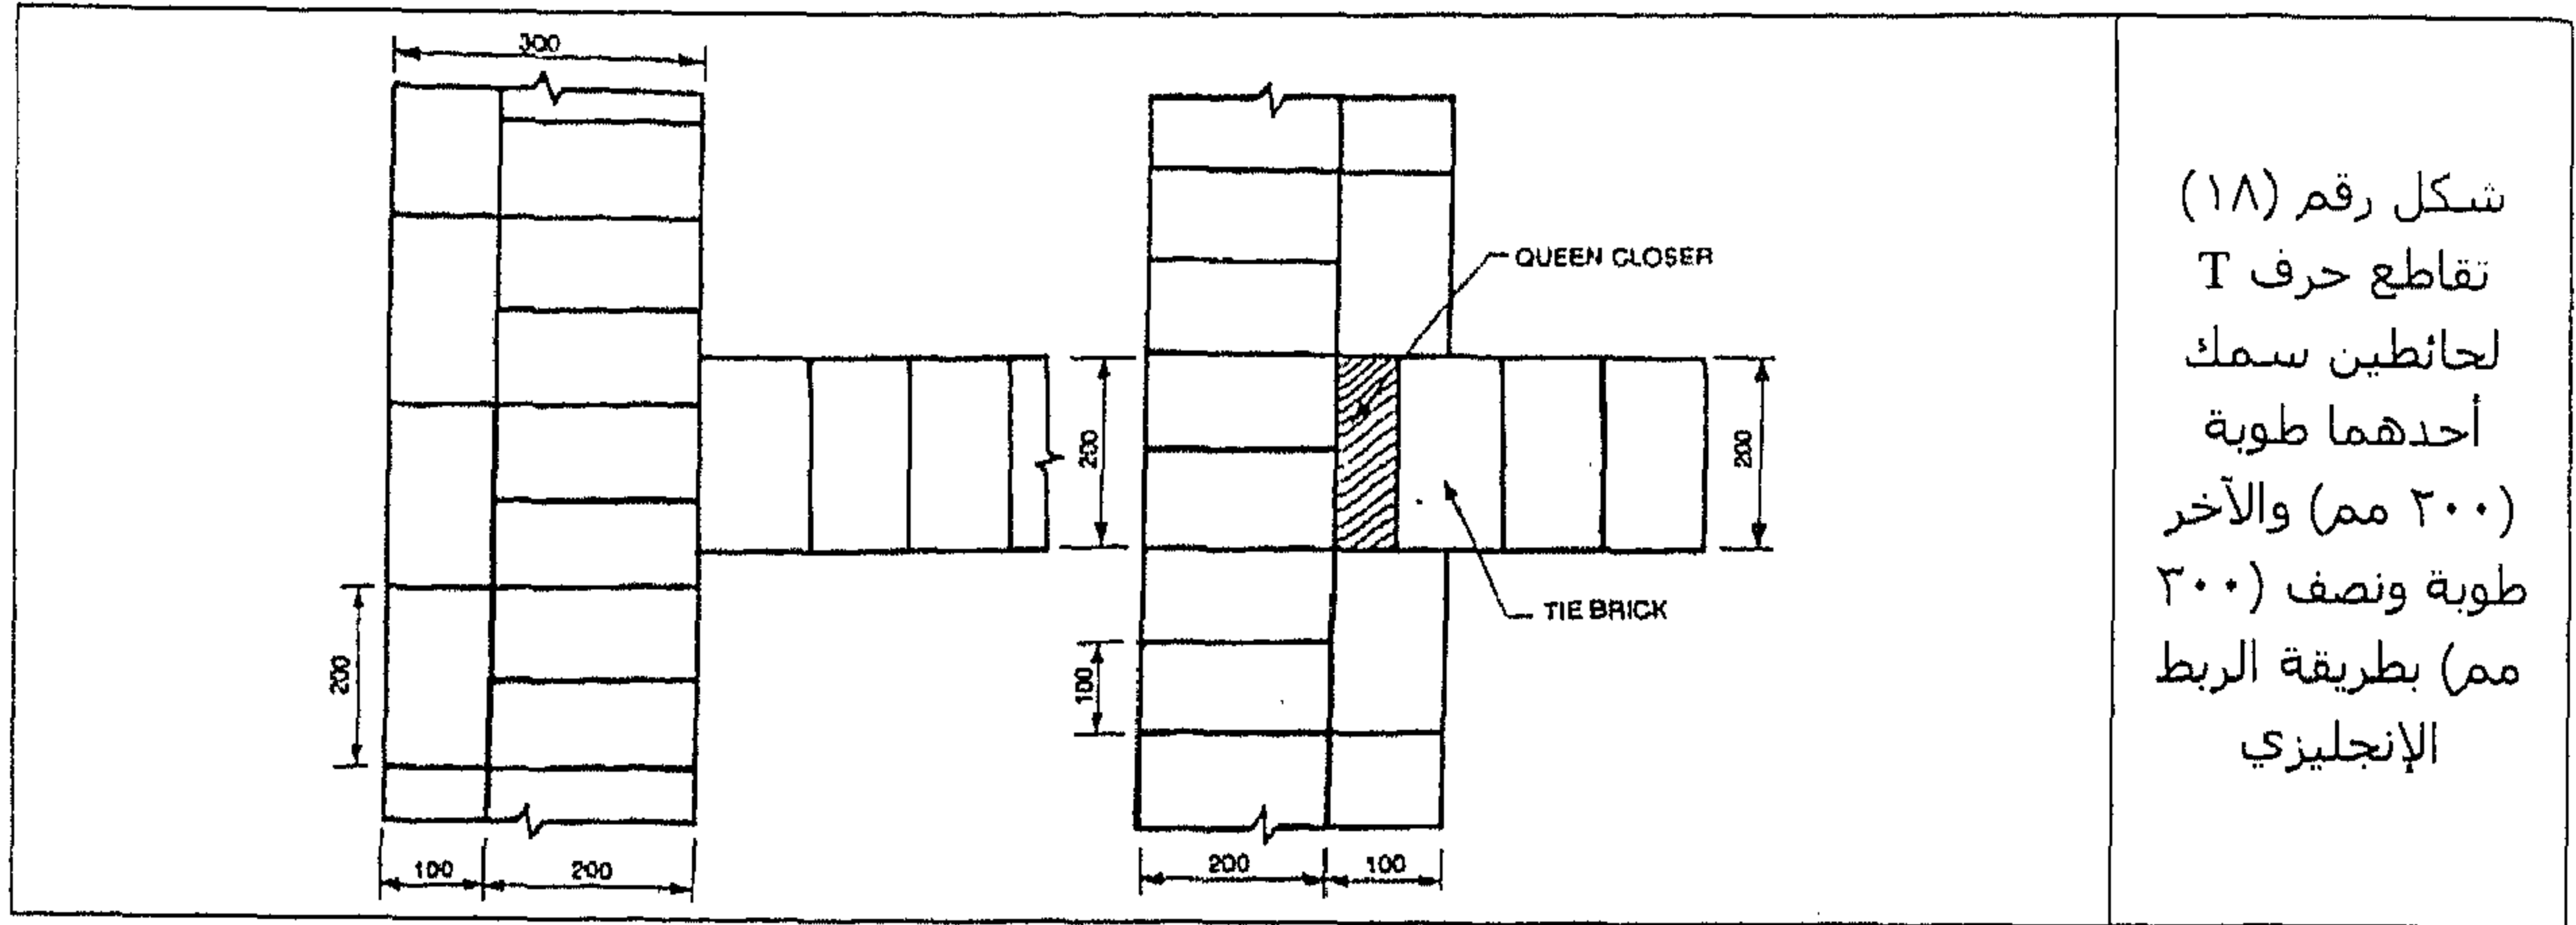 300
QUEEN CLOSER
200
200
TIE BRICK
200
100
100
200
200
100
شكل رقم (١٨)
تقاطع حرف T
لحائطين سمك
أحدهما طوبة
(٢٠٠ مم) والآخر
طوبة ونصف (٣٠٠
مم) بطريقة الربط
الإنجليزي